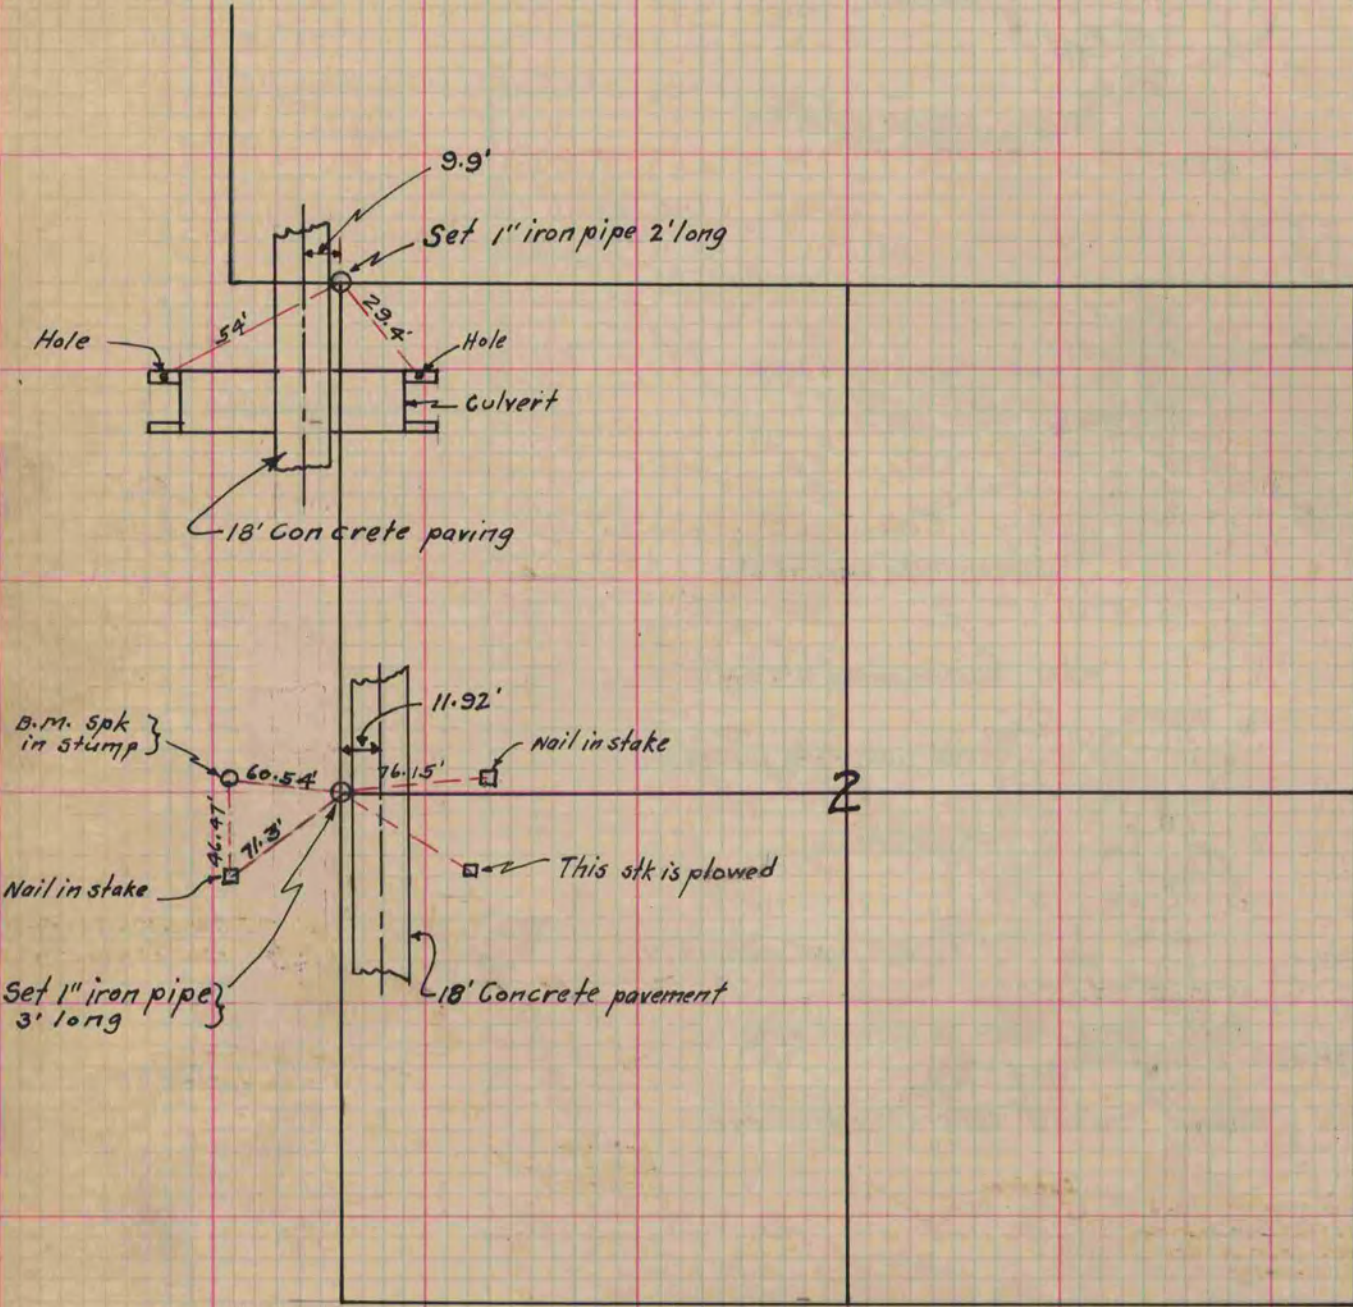 9.9'
Set 1" iron pipe 2' long
54'
29.4'
Hole
Hole
Culvert
18' Concrete paving
11.92'
B.M. spk
in stump
60.54'
76.15'
Nail in stake
2
46.47'
71.3'
Nail in stake
This stk is plowed
Set 1" iron pipe
3' long
18' Concrete pavement